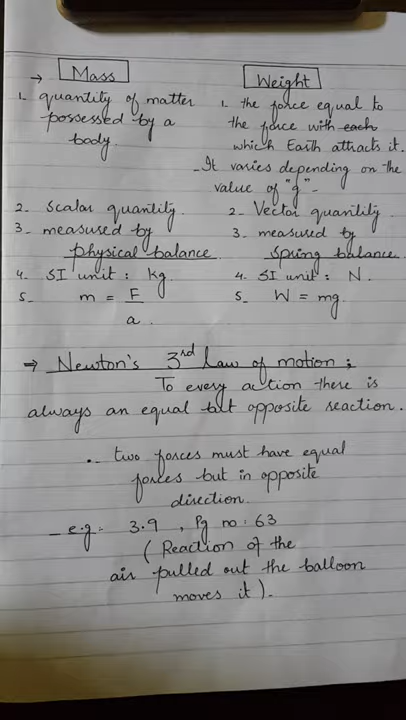 → Mass
1. quantity of matter
possessed by a
body.
2. Scalar quantity.
3. measured by
physical balance
4. SI unit : kg
5. m = F
a.
Weight
1. the force equal to
the force with each
which Earth attracts it.
- It varies depending on the
value of "g".
2. Vector quantity.
3. measured by
Spring balance.
4. SI unit : N.
5. W = mg.
→ Newton's 3rd Law of motion :
To every action there is
always an equal but opposite reaction.
• two forces must have equal
forces but in opposite
direction.
- e.g:- 3.9 , Pg no : 63
( Reaction of the
air pulled out the balloon
moves it ).